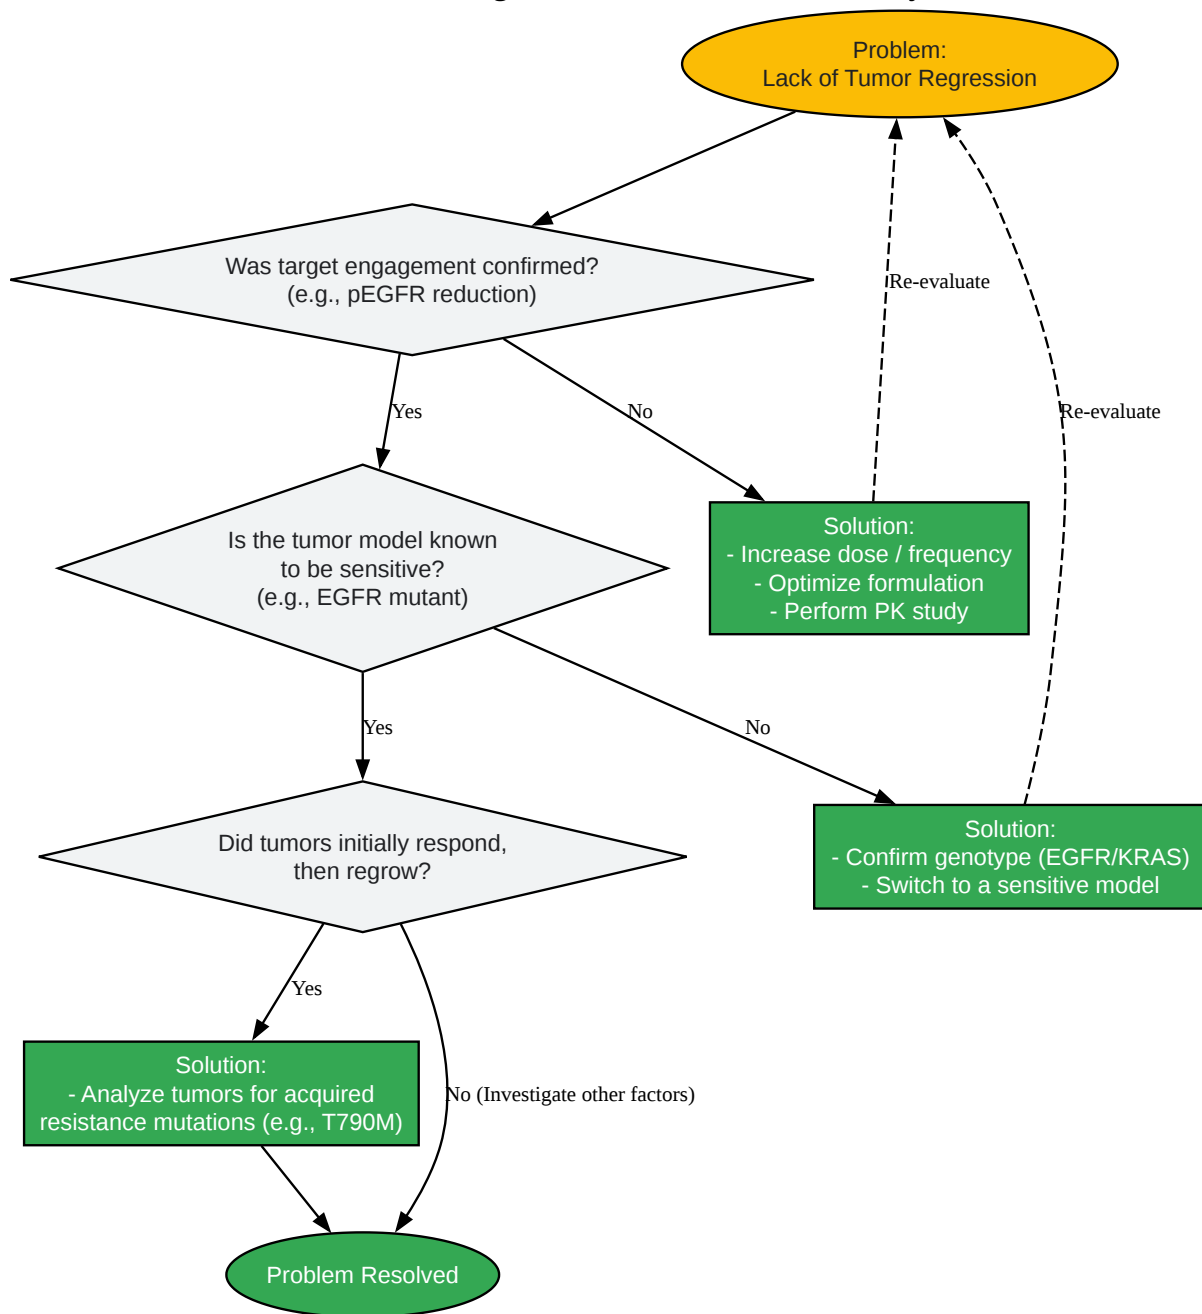 Problem:
Lack of Tumor Regression
Was target engagement confirmed?
(e.g., pEGFR reduction)
Re-evaluate
Yes
No
Re-evaluate
Is the tumor model known
to be sensitive?
(e.g., EGFR mutant)
Solution:
- Increase dose / frequency
- Optimize formulation
- Perform PK study
Yes
No
Did tumors initially respond,
then regrow?
Solution:
- Confirm genotype (EGFR/KRAS)
- Switch to a sensitive model
Yes
No (Investigate other factors)
Solution:
- Analyze tumors for acquired
resistance mutations (e.g., T790M)
Problem Resolved